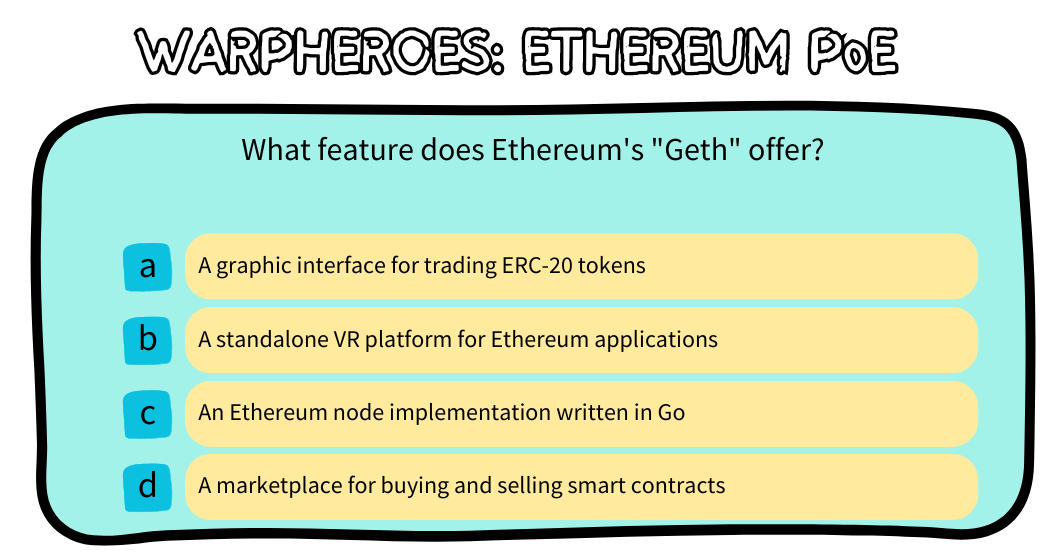 WARPHEROES: ETHEREUM PoE
What feature does Ethereum's "Geth" offer?
a A graphic interface for trading ERC-20 tokens
b A standalone VR platform for Ethereum applications
c An Ethereum node implementation written in Go
d A marketplace for buying and selling smart contracts